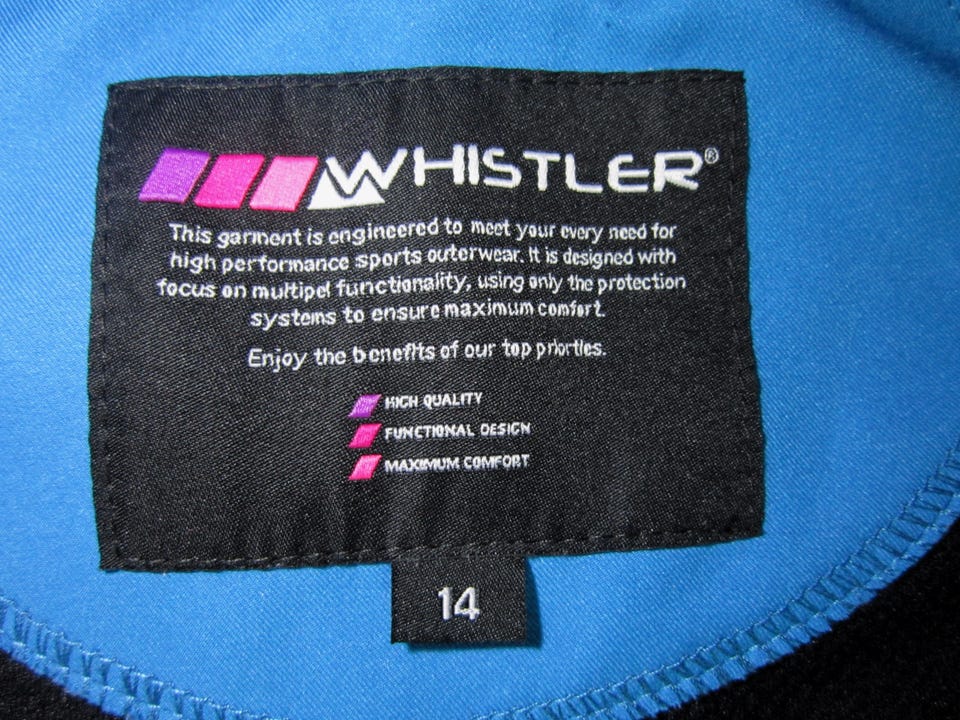 WHISTLER®
This garment is engineered to meet your every need for
high performance sports outerwear. It is designed with
focus on multipel functionality, using only the protection
systems to ensure maximum comfort.
Enjoy the benefits of our top priorties.
HIGH QUALITY
FUNCTIONAL DESIGN
MAXIMUM COMFORT
14